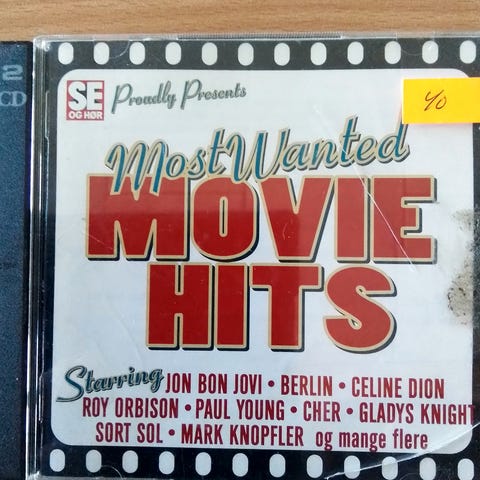 2
CD
SE
OG HØR
Proudly Presents
Most Wanted
MOVIE
HITS
Starring JON BON JOVI • BERLIN • CELINE DION
ROY ORBISON • PAUL YOUNG • CHER • GLADYS KNIGHT
SORT SOL • MARK KNOPFLER og mange flere